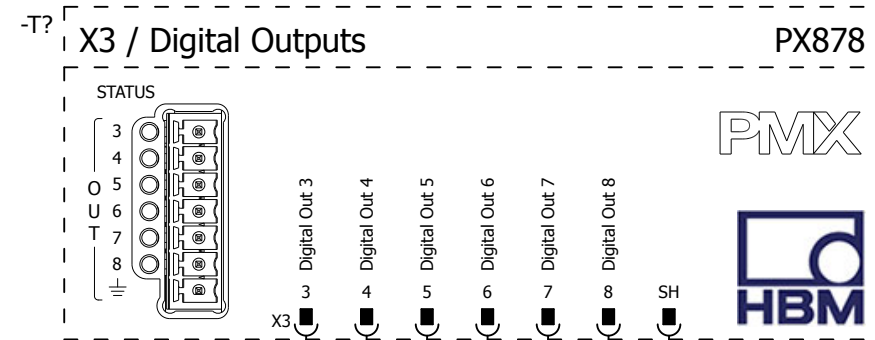 -T?
X3 / Digital Outputs
PX878
STATUS
OUT
3
4
5
6
7
8
PMX
HBM
Digital Out 3
Digital Out 4
Digital Out 5
Digital Out 6
Digital Out 7
Digital Out 8
X3
3
4
5
6
7
8
SH